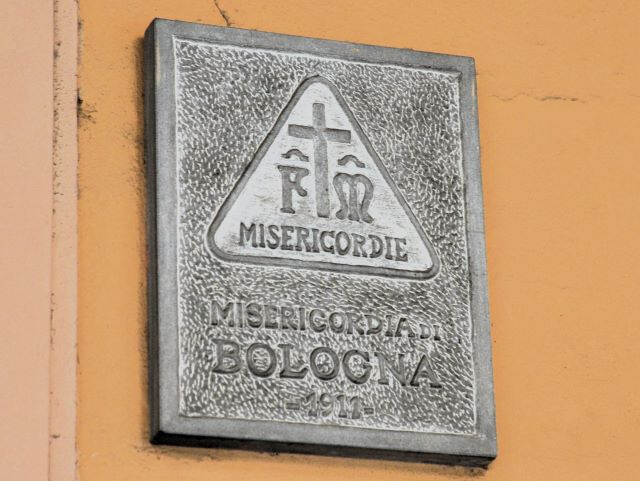 F M
MISERICORDIE
MISERICORDIA DI
BOLOGNA
-1911-